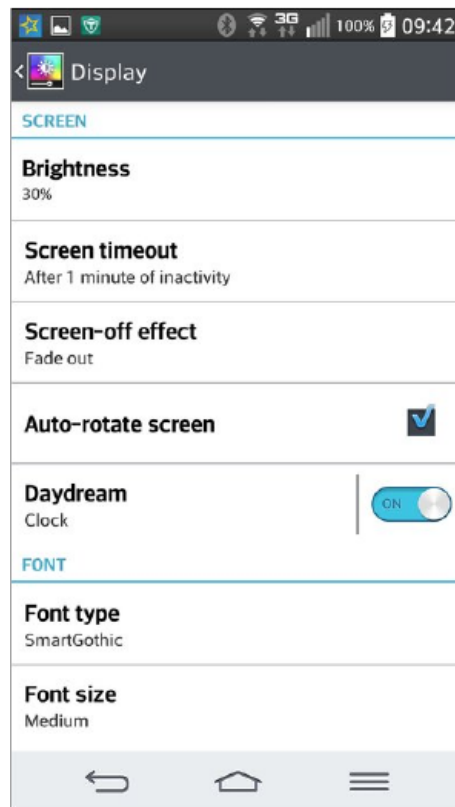 3G 100% 09:42
Display
SCREEN
Brightness
30%
Screen timeout
After 1 minute of inactivity
Screen-off effect
Fade out
Auto-rotate screen
Daydream
Clock
ON
FONT
Font type
SmartGothic
Font size
Medium